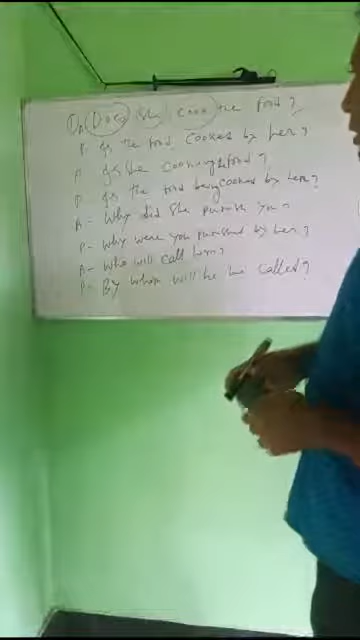 A Does she cook the food?
P- Is the food cooked by her?
A Is she cooking food?
P Is the food being cooked by her?
A- Why did she punish you?
P- Why were you punished by her?
A- Who will call him?
P- By whom will he be called?